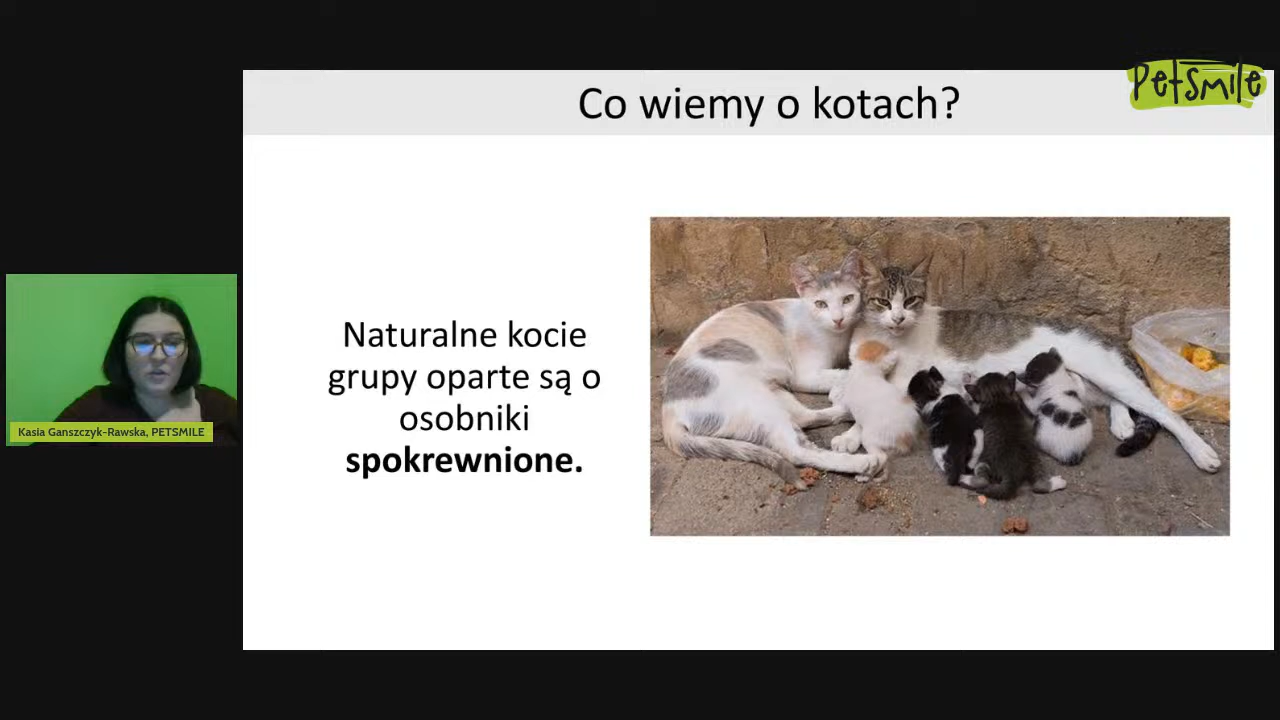 PetSmile
Co wiemy o kotach?
Naturalne kocie
grupy oparte są o
osobniki
spokrewnione.
Kasia Ganszczyk-Rawska, PETSMILE